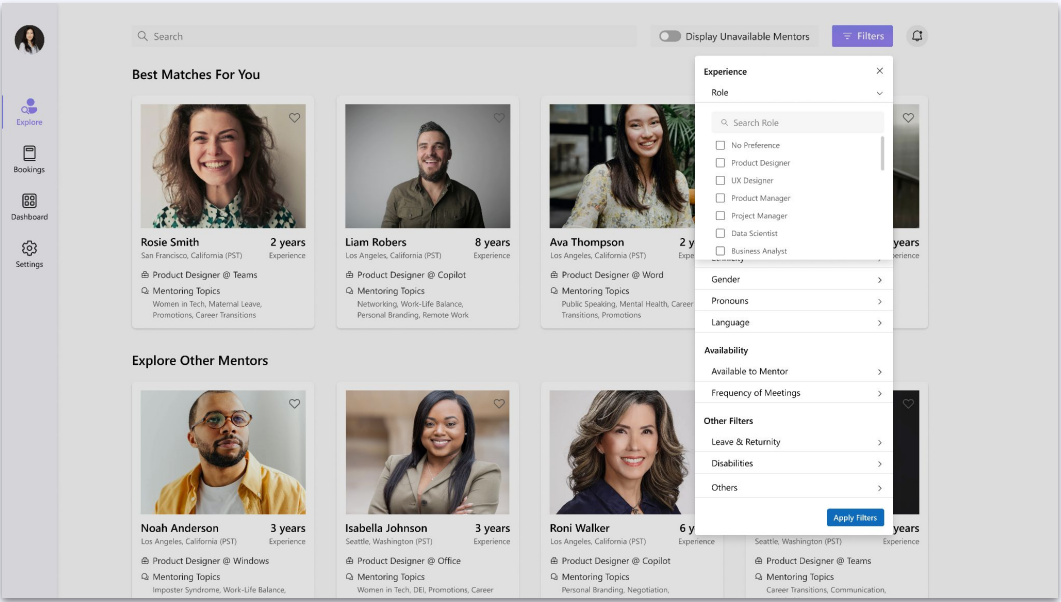 Search
Display Unavailable Mentors
Filters
Best Matches For You
Experience
Role
Search Role
No Preference
Product Designer
UX Designer
Product Manager
Project Manager
Data Scientist
Business Analyst
Gender
Pronouns
Language
Availability
Available to Mentor
Frequency of Meetings
Other Filters
Leave & Returnity
Disabilities
Others
Apply Filters
Explore
Bookings
Dashboard
Settings
Rosie Smith 2 years
San Francisco, California (PST) Experience
Product Designer @ Teams
Mentoring Topics
Women in Tech, Maternal Leave,
Promotions, Career Transitions
Liam Robers 8 years
Los Angeles, California (PST) Experience
Product Designer @ Copilot
Mentoring Topics
Networking, Work-Life Balance,
Personal Branding, Remote Work
Ava Thompson 2 y
Los Angeles, California (PST) Expe
Product Designer @ Word
Mentoring Topics
Public Speaking, Mental Health, Career
Transitions, Promotions
years
erience
Explore Other Mentors
Noah Anderson 3 years
Los Angeles, California (PST) Experience
Product Designer @ Windows
Mentoring Topics
Imposter Syndrome, Work-Life Balance,
Isabella Johnson 3 years
Seattle, Washington (PST) Experience
Product Designer @ Office
Mentoring Topics
Women in Tech, DEI, Promotions, Career
Roni Walker 6 y
Los Angeles, California (PST) Experience
Product Designer @ Copilot
Mentoring Topics
Personal Branding, Negotiation,
years
Seattle, Washington (PST) Experience
Product Designer @ Teams
Mentoring Topics
Career Transitions, Communication,